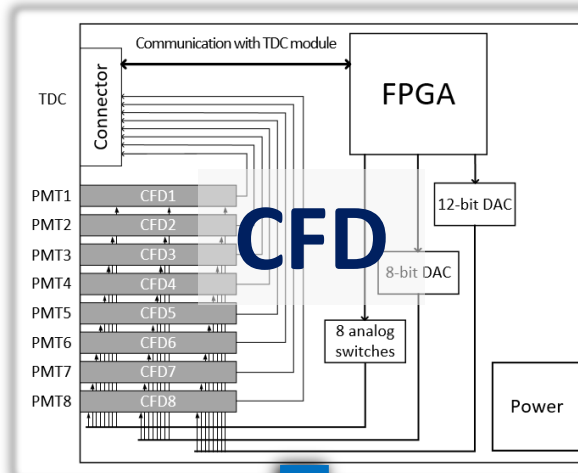 Communication with TDC module
TDC
Connector
FPGA
PMT1 CFD1
PMT2 CFD2
PMT3 CFD3
PMT4 CFD4
PMT5 CFD5
PMT6 CFD6
PMT7 CFD7
PMT8 CFD8
CFD
12-bit DAC
8-bit DAC
8 analog
switches
Power